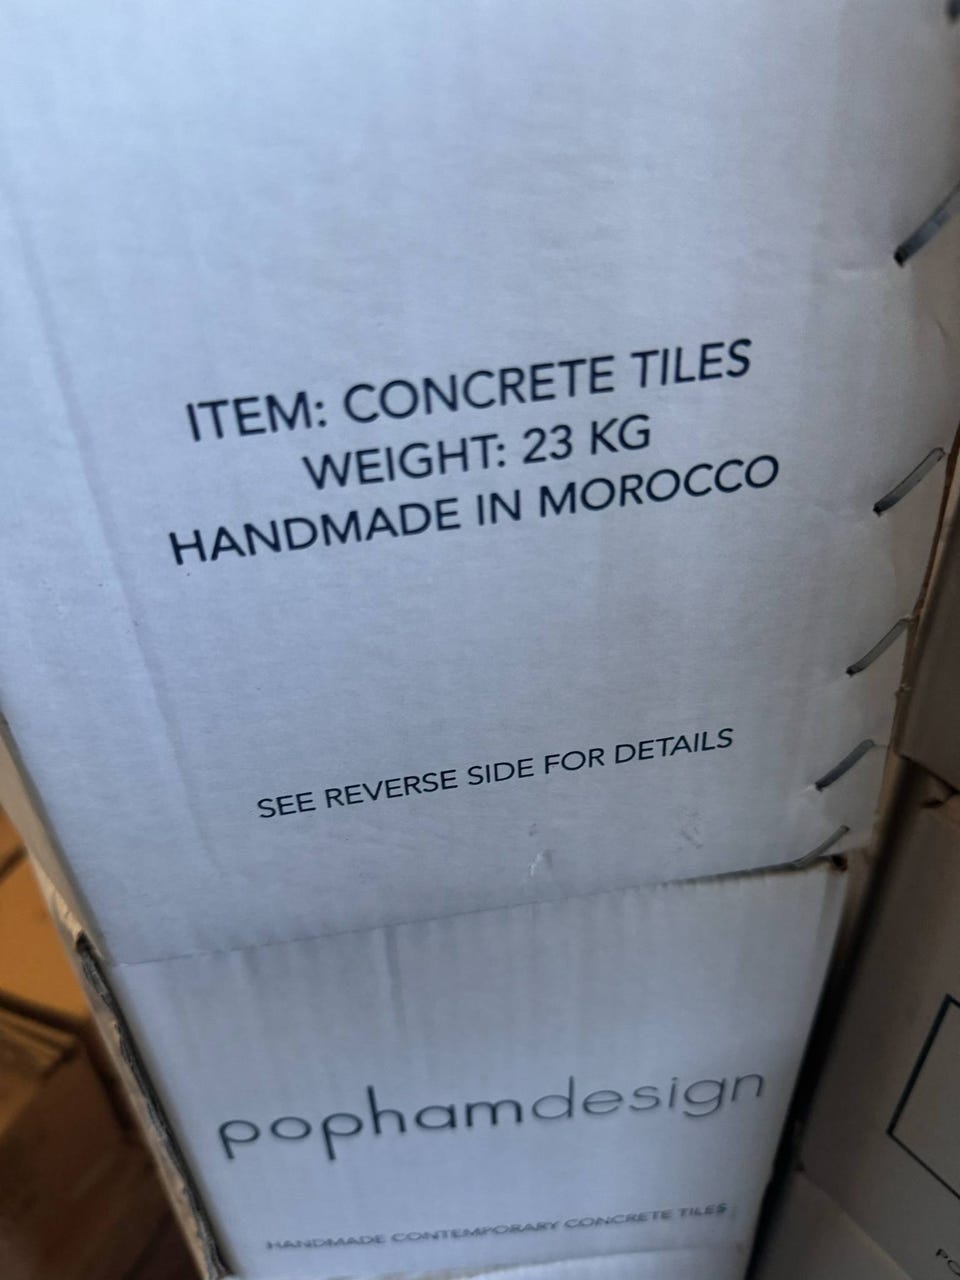 ITEM: CONCRETE TILES
WEIGHT: 23 KG
HANDMADE IN MOROCCO
SEE REVERSE SIDE FOR DETAILS
pophamdesign
HANDMADE CONTEMPORARY CONCRETE TILES